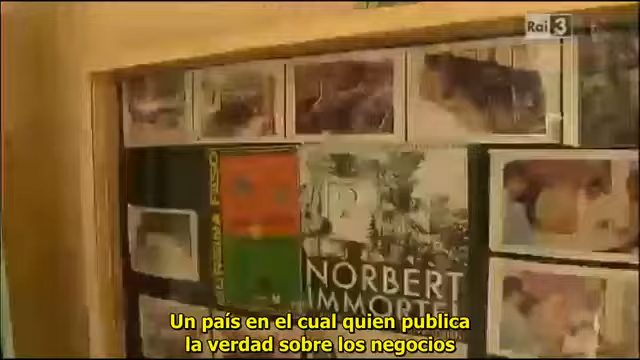 Rai 3
NORBERT
IMMORTEL
Un país en el cual quien publica
la verdad sobre los negocios